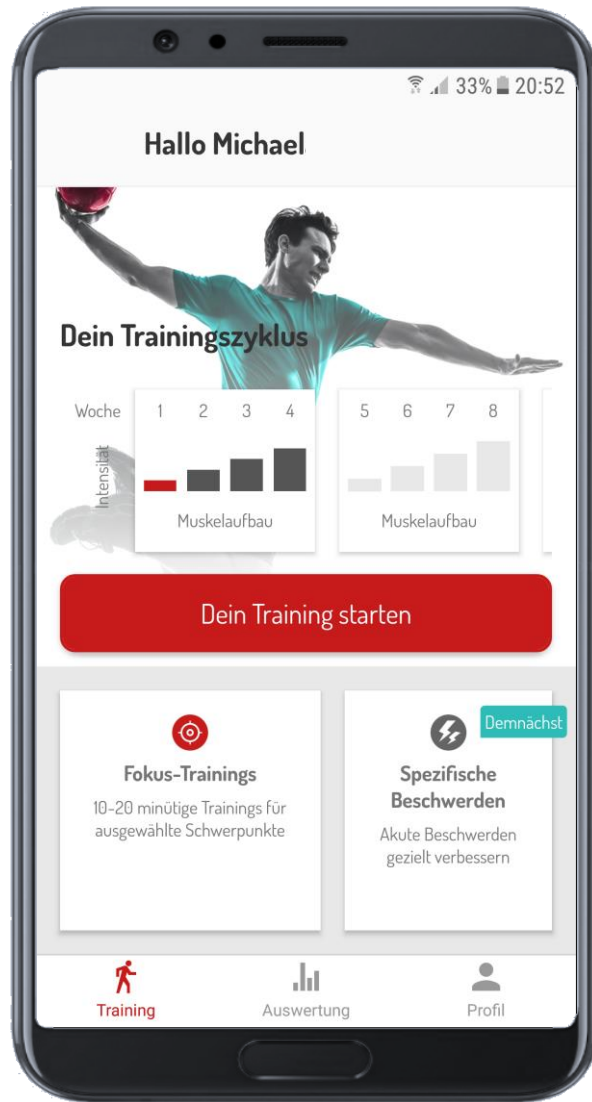 33% 20:52
Hallo Michael
Dein Trainingszyklus
Woche 1 2 3 4 5 6 7 8
Intensität
Muskelaufbau Muskelaufbau
Dein Training starten
Demnächst
Fokus-Trainings
10-20 minütige Trainings für
ausgewählte Schwerpunkte
Spezifische
Beschwerden
Akute Beschwerden
gezielt verbessern
Training Auswertung Profil